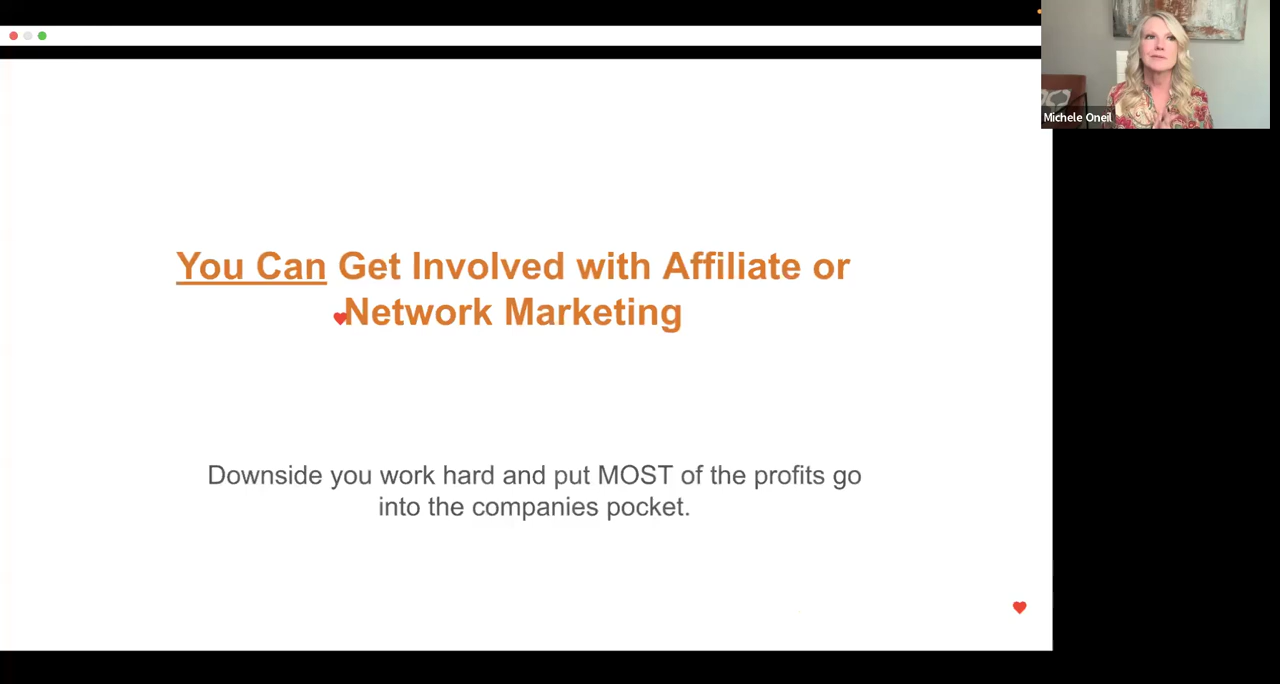 Michele Oneil
You Can Get Involved with Affiliate or
Network Marketing
Downside you work hard and put MOST of the profits go
into the companies pocket.